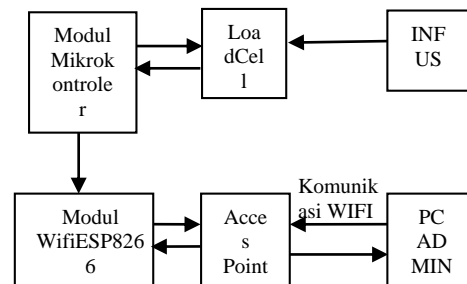 Modul
Mikrok
ontrole
r
Loa
dCel
l
INF
US
Modul
WifiESP826
6
Acce
s
Point
Komunik
asi WIFI
PC
AD
MIN